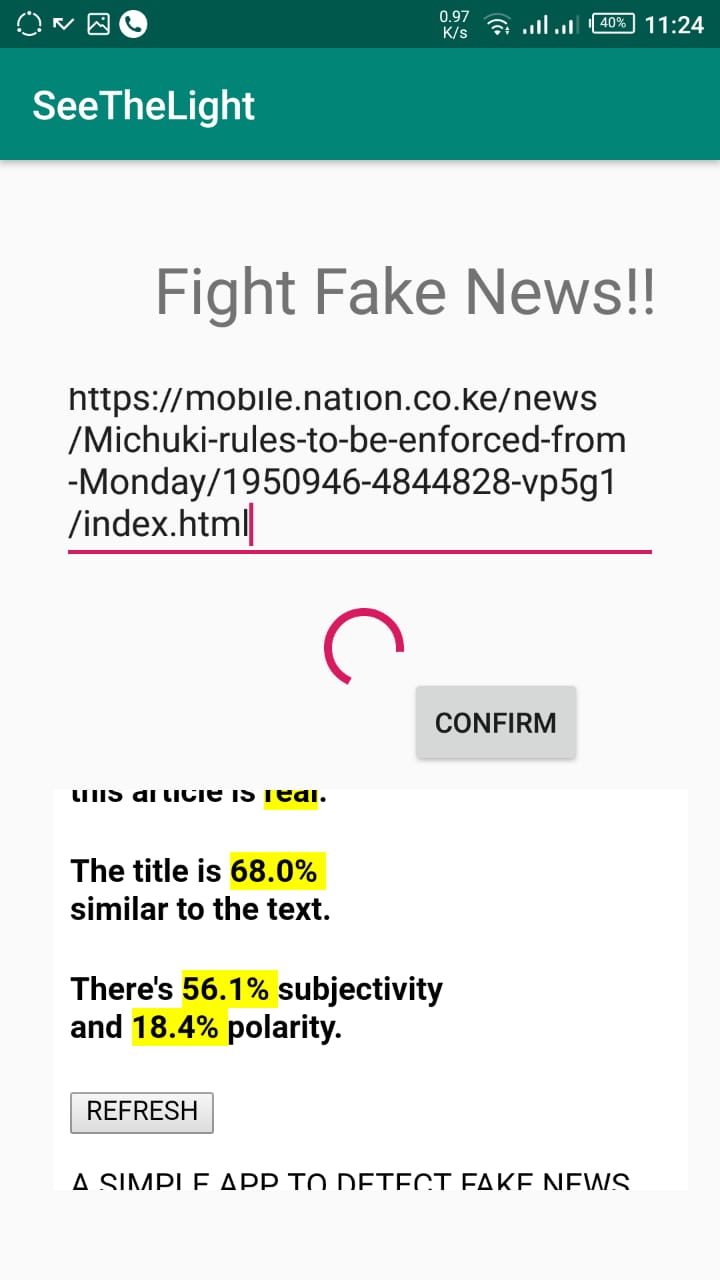 0.97
K/s
40%
11:24
SeeTheLight
Fight Fake News!!
https://mobile.nation.co.ke/news
/Michuki-rules-to-be-enforced-from
-Monday/1950946-4844828-vp5g1
/index.html
CONFIRM
this article is real.
The title is 68.0%
similar to the text.
There's 56.1% subjectivity
and 18.4% polarity.
REFRESH
A SIMPLE APP TO DETECT FAKE NEWS